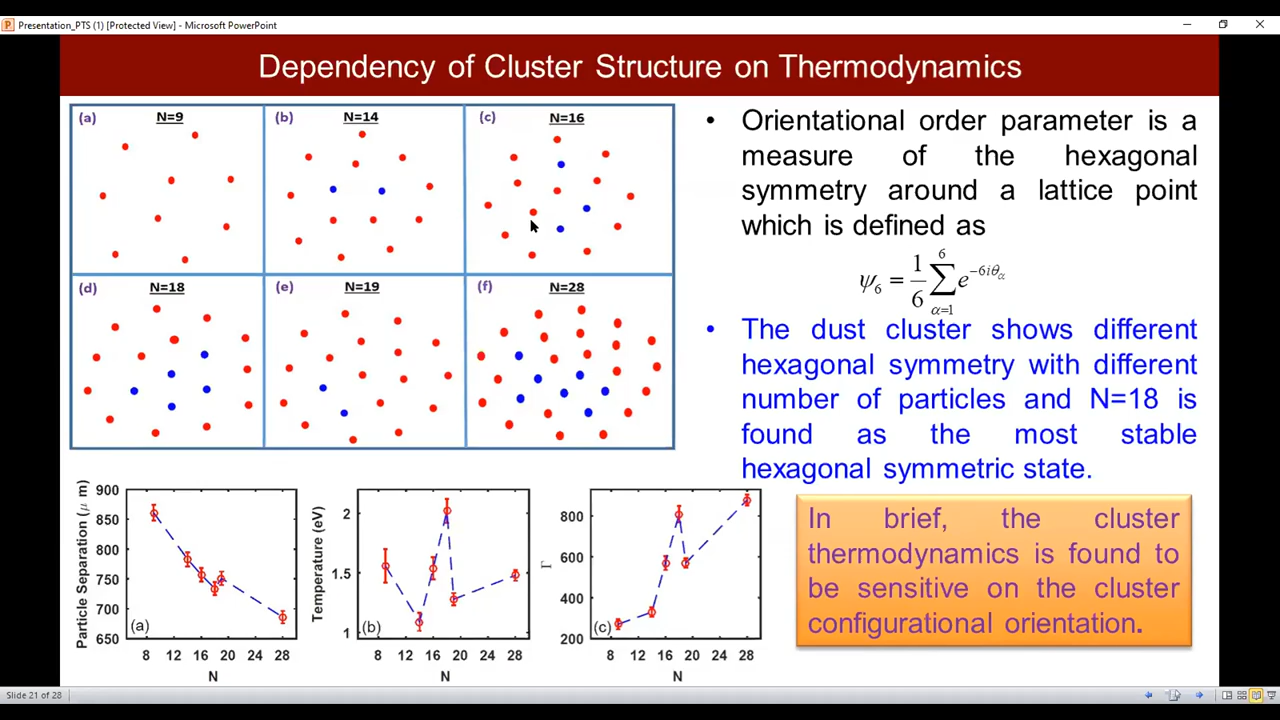 Presentation_PTS (1) [Protected View] - Microsoft PowerPoint
Dependency of Cluster Structure on Thermodynamics
(a) N=9
(b) N=14
(c) N=16
(d) N=18
(e) N=19
(f) N=28
• Orientational order parameter is a
measure of the hexagonal
symmetry around a lattice point
which is defined as
ψ₆ = 1/6 ∑_{α=1}^{6} e^{-6iθ_α}
• The dust cluster shows different
hexagonal symmetry with different
number of particles and N=18 is
found as the most stable
hexagonal symmetric state.
Particle Separation (μ m)
900
850
800
750
700
650
(a)
8 12 16 20 24 28
N
Temperature (eV)
2
1.5
1
(b)
8 12 16 20 24 28
N
Γ
800
600
400
200
(c)
8 12 16 20 24 28
N
In brief, the cluster
thermodynamics is found to
be sensitive on the cluster
configurational orientation.
Slide 21 of 28